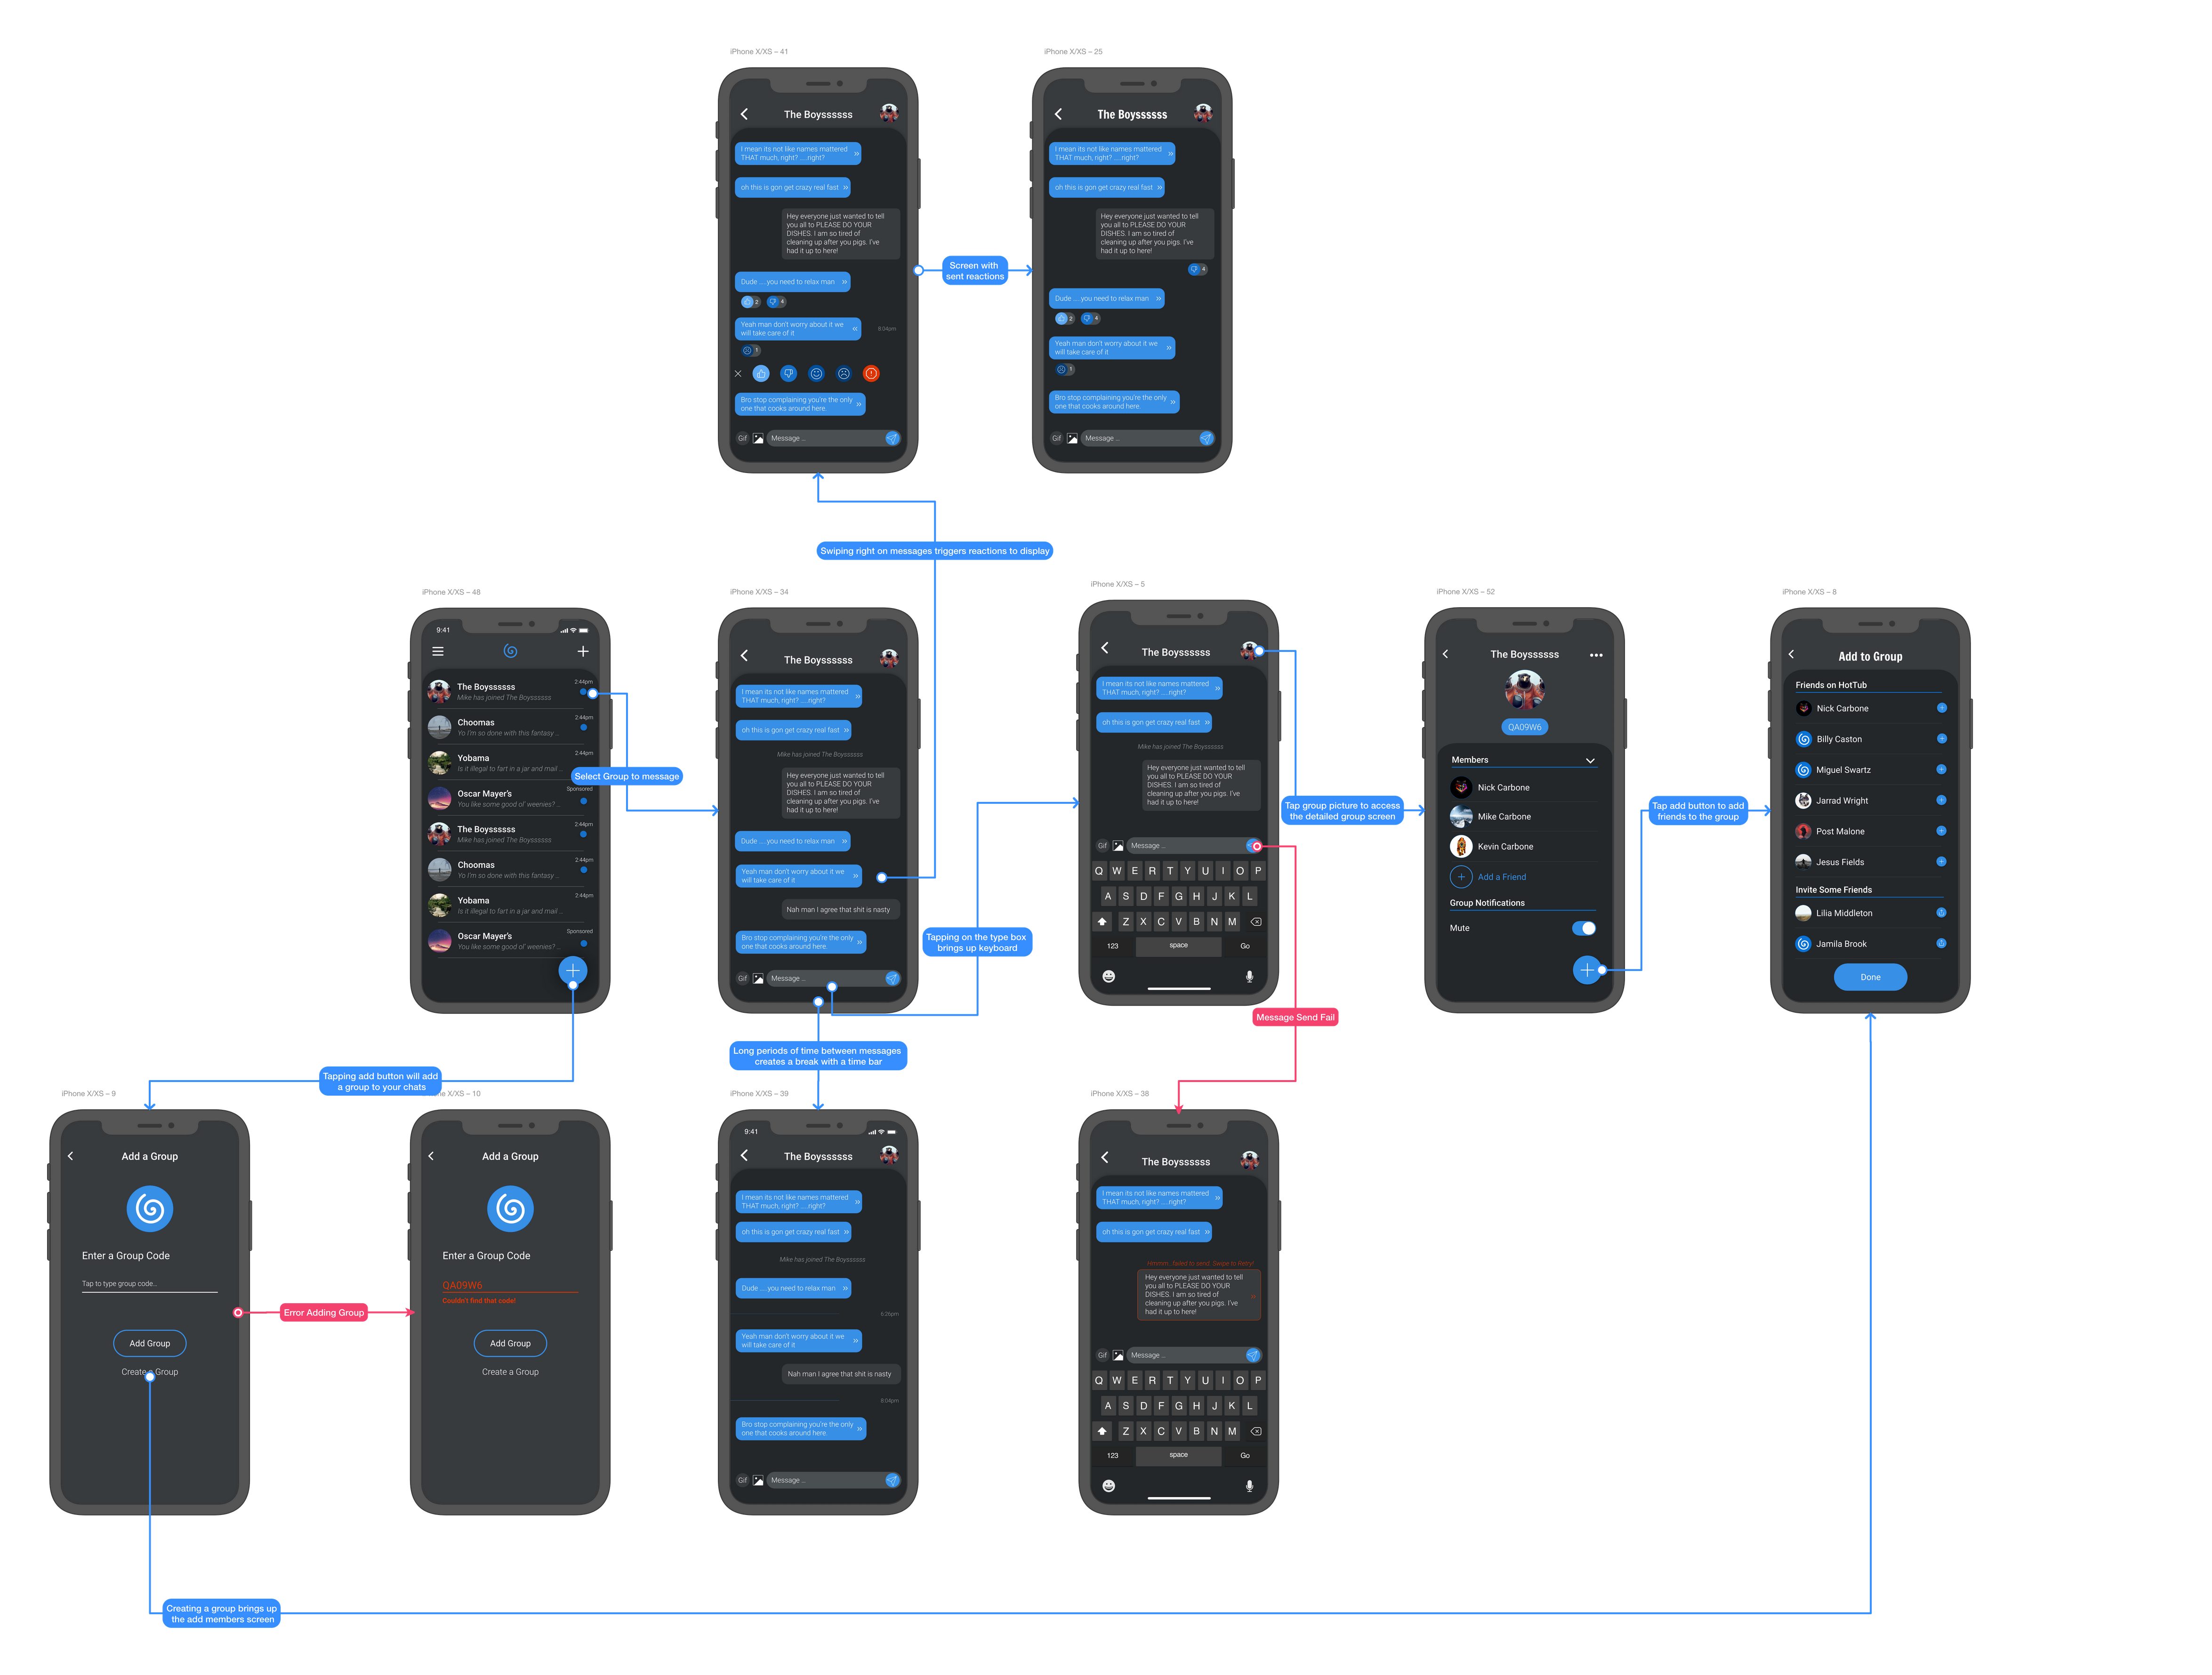 iPhone X/XS – 41
The Boyssssss
I mean its not like names mattered
THAT much, right? ....right?
oh this is gon get crazy real fast
Hey everyone just wanted to tell
you all to PLEASE DO YOUR
DISHES. I am so tired of
cleaning up after you pigs. I've
had it up to here!
Dude ....you need to relax man
2
4
Yeah man don't worry about it we
will take care of it
8:04pm
1
Bro stop complaining you're the only
one that cooks around here.
Gif
Message ...
Screen with
sent reactions
iPhone X/XS – 25
The Boyssssss
I mean its not like names mattered
THAT much, right? ....right?
oh this is gon get crazy real fast
Hey everyone just wanted to tell
you all to PLEASE DO YOUR
DISHES. I am so tired of
cleaning up after you pigs. I've
had it up to here!
4
Dude ....you need to relax man
2
4
Yeah man don't worry about it we
will take care of it
1
Bro stop complaining you're the only
one that cooks around here.
Gif
Message ...
Swiping right on messages triggers reactions to display
iPhone X/XS – 48
9:41
The Boyssssss
2:44pm
Mike has joined The Boyssssss
Choomas
2:44pm
Yo I'm so done with this fantasy ...
Yobama
2:44pm
Is it illegal to fart in a jar and mail ...
Oscar Mayer's
Sponsored
You like some good ol' weenies? ...
The Boyssssss
2:44pm
Mike has joined The Boyssssss
Choomas
2:44pm
Yo I'm so done with this fantasy ...
Yobama
2:44pm
Is it illegal to fart in a jar and mail ...
Oscar Mayer's
Sponsored
You like some good ol' weenies? ...
Select Group to message
iPhone X/XS – 34
The Boyssssss
I mean its not like names mattered
THAT much, right? ....right?
oh this is gon get crazy real fast
Mike has joined The Boyssssss
Hey everyone just wanted to tell
you all to PLEASE DO YOUR
DISHES. I am so tired of
cleaning up after you pigs. I've
had it up to here!
Dude ....you need to relax man
Yeah man don't worry about it we
will take care of it
Nah man I agree that shit is nasty
Bro stop complaining you're the only
one that cooks around here.
Gif
Message ...
Tapping on the type box
brings up keyboard
iPhone X/XS – 5
The Boyssssss
I mean its not like names mattered
THAT much, right? ....right?
oh this is gon get crazy real fast
Mike has joined The Boyssssss
Hey everyone just wanted to tell
you all to PLEASE DO YOUR
DISHES. I am so tired of
cleaning up after you pigs. I've
had it up to here!
Gif
Message ...
Q W E R T Y U I O P
A S D F G H J K L
Z X C V B N M
123
space
Go
Tap group picture to access
the detailed group screen
Message Send Fail
iPhone X/XS – 52
The Boyssssss
QA09W6
Members
Nick Carbone
Mike Carbone
Kevin Carbone
Add a Friend
Group Notifications
Mute
Tap add button to add
friends to the group
iPhone X/XS – 8
Add to Group
Friends on HotTub
Nick Carbone
Billy Caston
Miguel Swartz
Jarrad Wright
Post Malone
Jesus Fields
Invite Some Friends
Lilia Middleton
Jamila Brook
Done
Tapping add button will add
a group to your chats
Long periods of time between messages
creates a break with a time bar
iPhone X/XS – 9
Add a Group
Enter a Group Code
Tap to type group code...
Add Group
Create a Group
Error Adding Group
ne X/XS – 10
Add a Group
Enter a Group Code
QA09W6
Couldn't find that code!
Add Group
Create a Group
iPhone X/XS – 39
9:41
The Boyssssss
I mean its not like names mattered
THAT much, right? ....right?
oh this is gon get crazy real fast
Mike has joined The Boyssssss
Dude ....you need to relax man
6:26pm
Yeah man don't worry about it we
will take care of it
Nah man I agree that shit is nasty
8:04pm
Bro stop complaining you're the only
one that cooks around here.
Gif
Message ...
iPhone X/XS – 38
The Boyssssss
I mean its not like names mattered
THAT much, right? ....right?
oh this is gon get crazy real fast
failed to send. Swipe to Retry!
Hey everyone just wanted to tell
you all to PLEASE DO YOUR
DISHES. I am so tired of
cleaning up after you pigs. I've
had it up to here!
Gif
Message ...
Q W E R T Y U I O P
A S D F G H J K L
Z X C V B N M
123
space
Go
Creating a group brings up
the add members screen